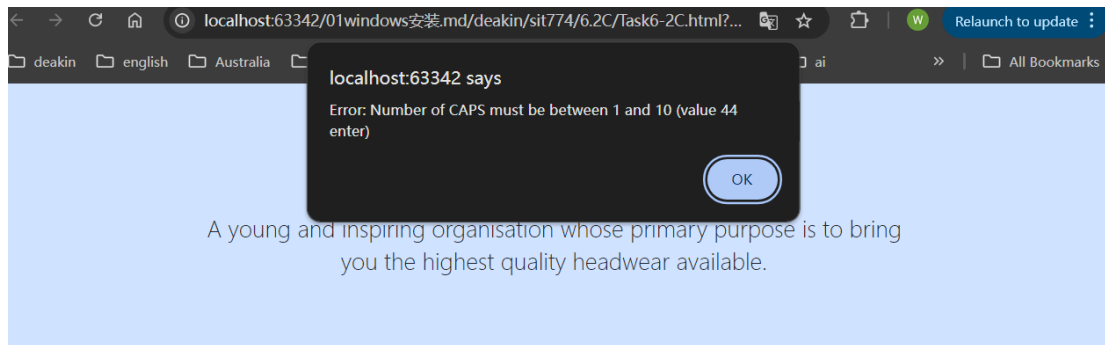 localhost:63342/01windows安装.md/deakin/sit774/6.2C/Task6-2C.html?...
W
Relaunch to update
deakin english Australia ai » All Bookmarks
localhost:63342 says
Error: Number of CAPS must be between 1 and 10 (value 44
enter)
OK
A young and inspiring organisation whose primary purpose is to bring
you the highest quality headwear available.